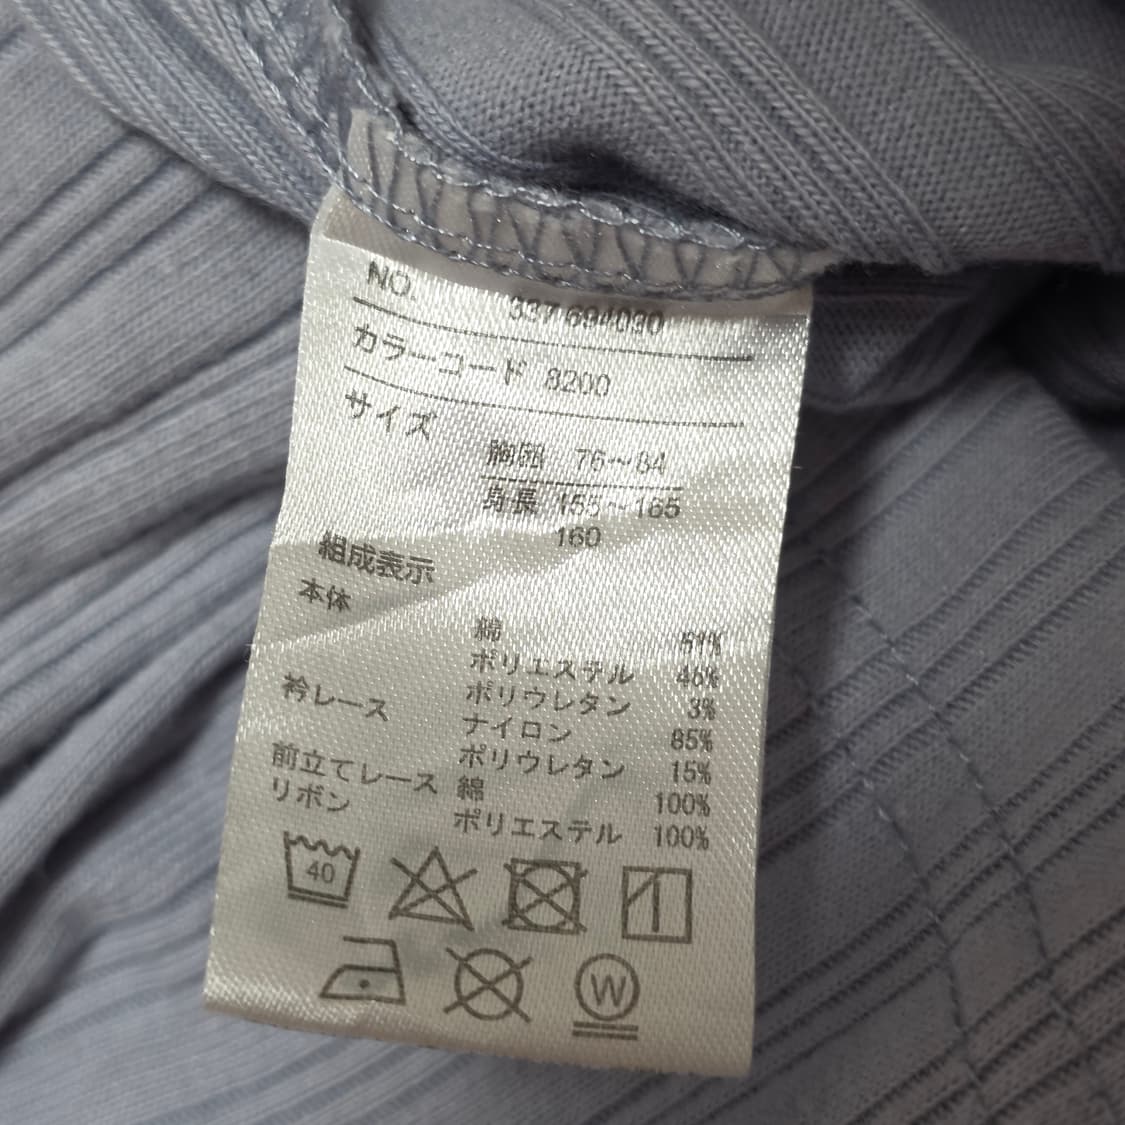 NO. 337 694030
カラーコード 8200
サイズ
胸囲 76～84
身長 155～165
160
組成表示
本体
綿 51%
ポリエステル 46%
ポリウレタン 3%
衿レース ナイロン 85%
ポリウレタン 15%
前立てレース 綿 100%
リボン ポリエステル 100%
40
W